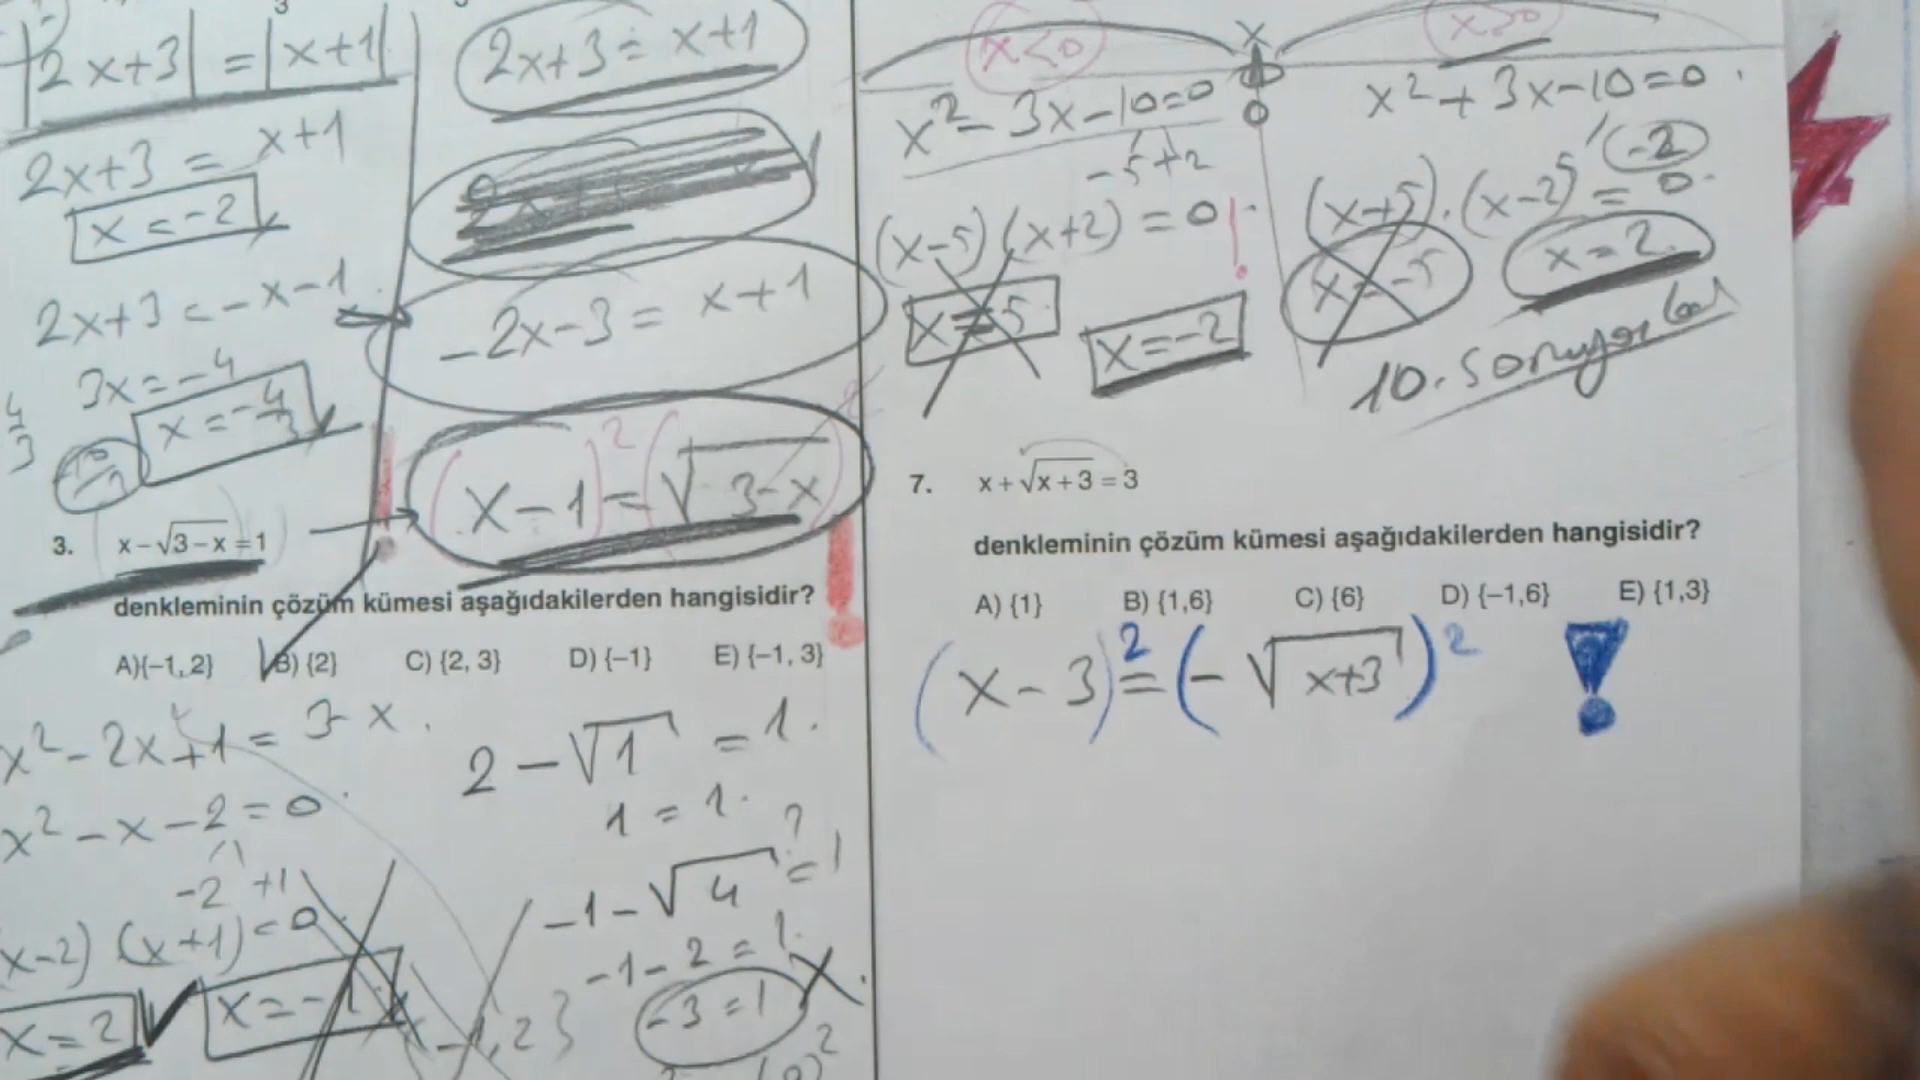 |2x+3| = |x+1|
2x+3 = x+1
x = -2
2x+3 = -x-1
3x = -4
x = -4/3
2x+3 = x+1
-2x-3 = x+1
(x-1)² = (√3-x)²
3. x-√3-x = 1
denkleminin çözüm kümesi aşağıdakilerden hangisidir?
A){-1,2} B) {2} C) {2, 3} D) {-1} E) {-1, 3}
x² - 2x+1 = 3-x.
x² - x - 2 = 0
-2 +1
x-2) (x+1) = 0
x = 2
x = -1
2 - √1 = 1.
1 = 1.
-1 - √4 ?= 1
-1 - 2 = 1.
-3 = 1
x<0
x
0
x>0
x² - 3x - 10 = 0
-5 +2
(x-5) (x+2) = 0 !
x = 5
x = -2
x² + 3x - 10 = 0.
5 -2
(x+5).(x-2) = 0.
x = -5
x = 2.
10.
7. x + √x+3 = 3
denkleminin çözüm kümesi aşağıdakilerden hangisidir?
A) {1} B) {1,6} C) {6} D) {-1,6} E) {1,3}
(x-3)² = (-√x+3)² !